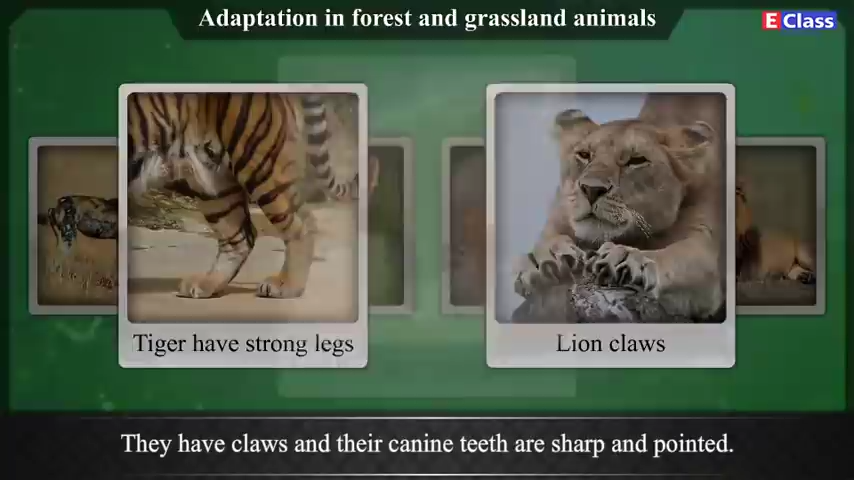 Adaptation in forest and grassland animals
E Class
Tiger have strong legs
Lion claws
They have claws and their canine teeth are sharp and pointed.